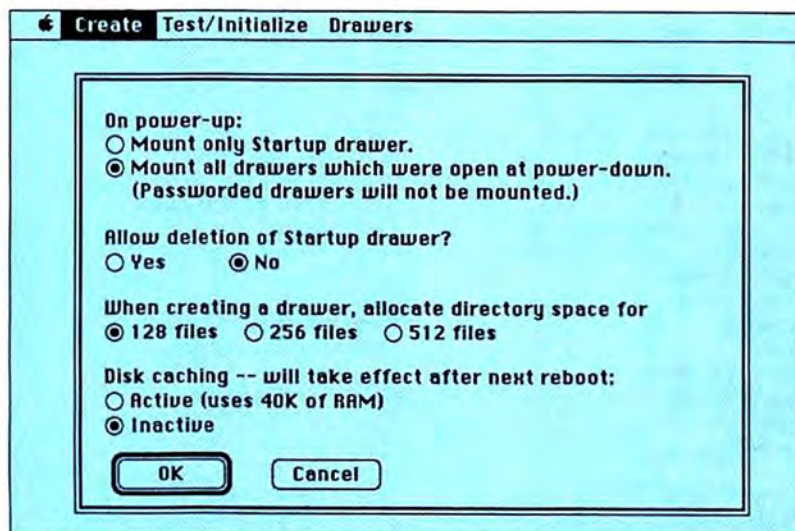 Create Test/Initialize Drawers
On power-up:
Mount only Startup drawer.
Mount all drawers which were open at power-down.
(Passworded drawers will not be mounted.)
Allow deletion of Startup drawer?
Yes No
When creating a drawer, allocate directory space for
128 files 256 files 512 files
Disk caching -- will take effect after next reboot:
Active (uses 40K of RAM)
Inactive
OK Cancel